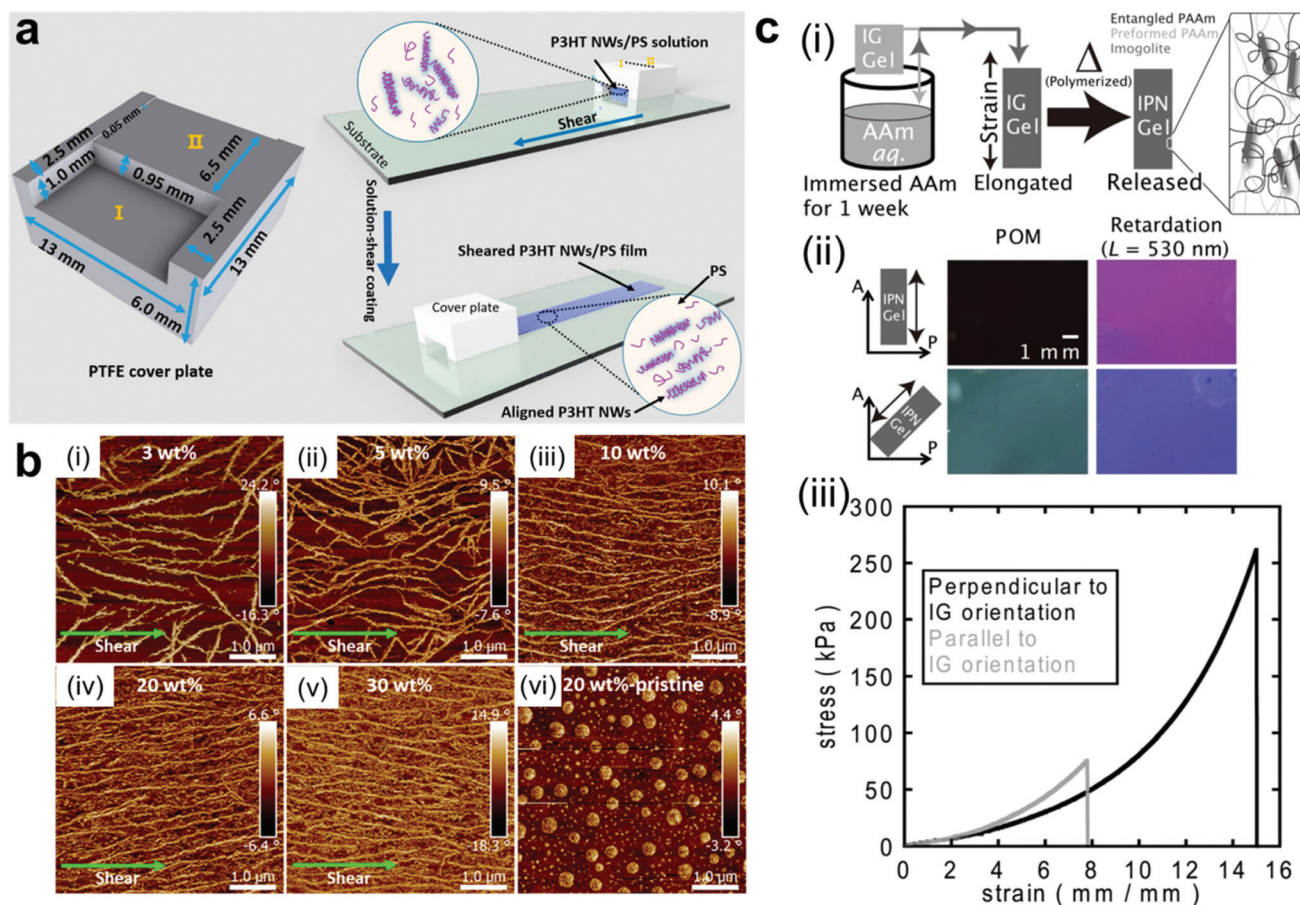 a
P3HT NWs/PS solution
I
II
Shear
Substrate
0.05 mm
2.5 mm
1.0 mm
II
6.5 mm
0.95 mm
I
2.5 mm
13 mm
13 mm
6.0 mm
PTFE cover plate
Solution-shear coating
Sheared P3HT NWs/PS film
PS
Cover plate
Aligned P3HT NWs
b
(i)
3 wt%
24.2 °
-16.3 °
Shear
1.0 μm
(ii)
5 wt%
9.5 °
-7.6 °
Shear
1.0 μm
(iii)
10 wt%
10.1 °
-8.9 °
Shear
1.0 μm
(iv)
20 wt%
6.6 °
-6.4 °
Shear
1.0 μm
(v)
30 wt%
14.9 °
-18.3 °
Shear
1.0 μm
(vi)
20 wt%-pristine
4.4 °
-3.2 °
1.0 μm
c
(i)
IG
Gel
AAm
aq.
Immersed AAm
for 1 week
Strain
IG
Gel
Elongated
Δ
(Polymerized)
IPN
Gel
Released
Entangled PAAm
Preformed PAAm
Imogolite
(ii)
POM
Retardation
(L = 530 nm)
A
IPN
Gel
P
1 mm
A
IPN
Gel
P
(iii)
300
250
200
150
100
50
0
stress ( kPa )
Perpendicular to
IG orientation
Parallel to
IG orientation
0 2 4 6 8 10 12 14 16
strain ( mm / mm )